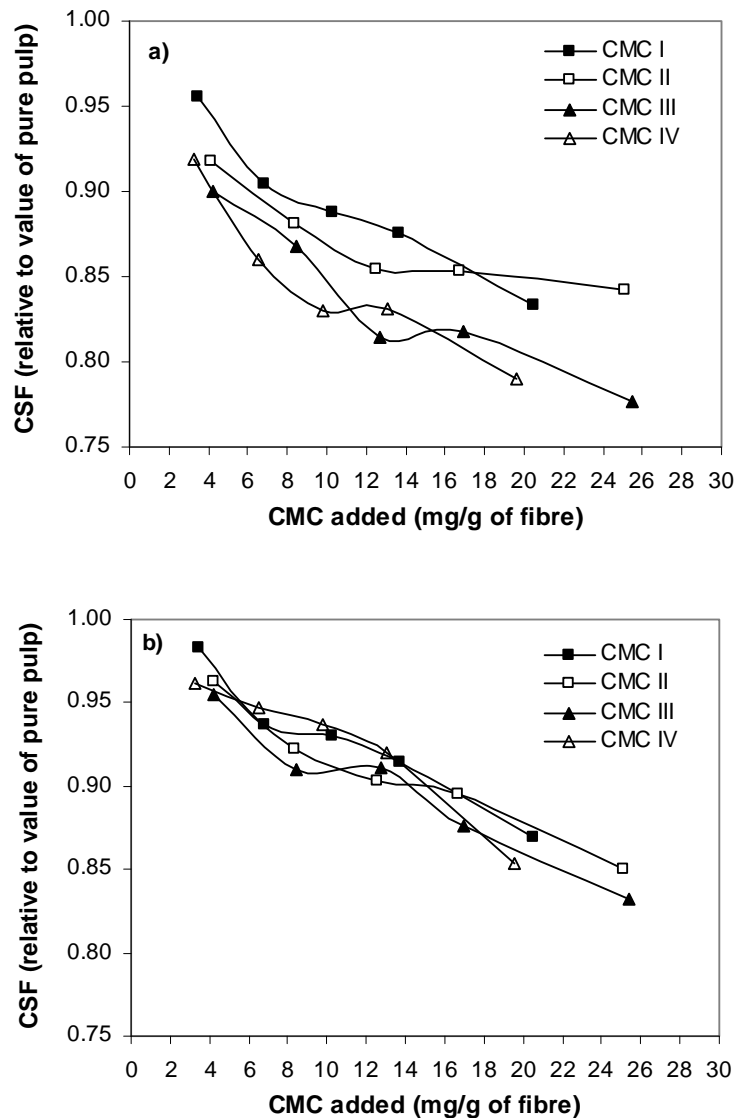 a)
CMC I
CMC II
CMC III
CMC IV
1.00
0.95
0.90
0.85
0.80
0.75
CSF (relative to value of pure pulp)
0 2 4 6 8 10 12 14 16 18 20 22 24 26 28 30
CMC added (mg/g of fibre)
b)
CMC I
CMC II
CMC III
CMC IV
1.00
0.95
0.90
0.85
0.80
0.75
CSF (relative to value of pure pulp)
0 2 4 6 8 10 12 14 16 18 20 22 24 26 28 30
CMC added (mg/g of fibre)